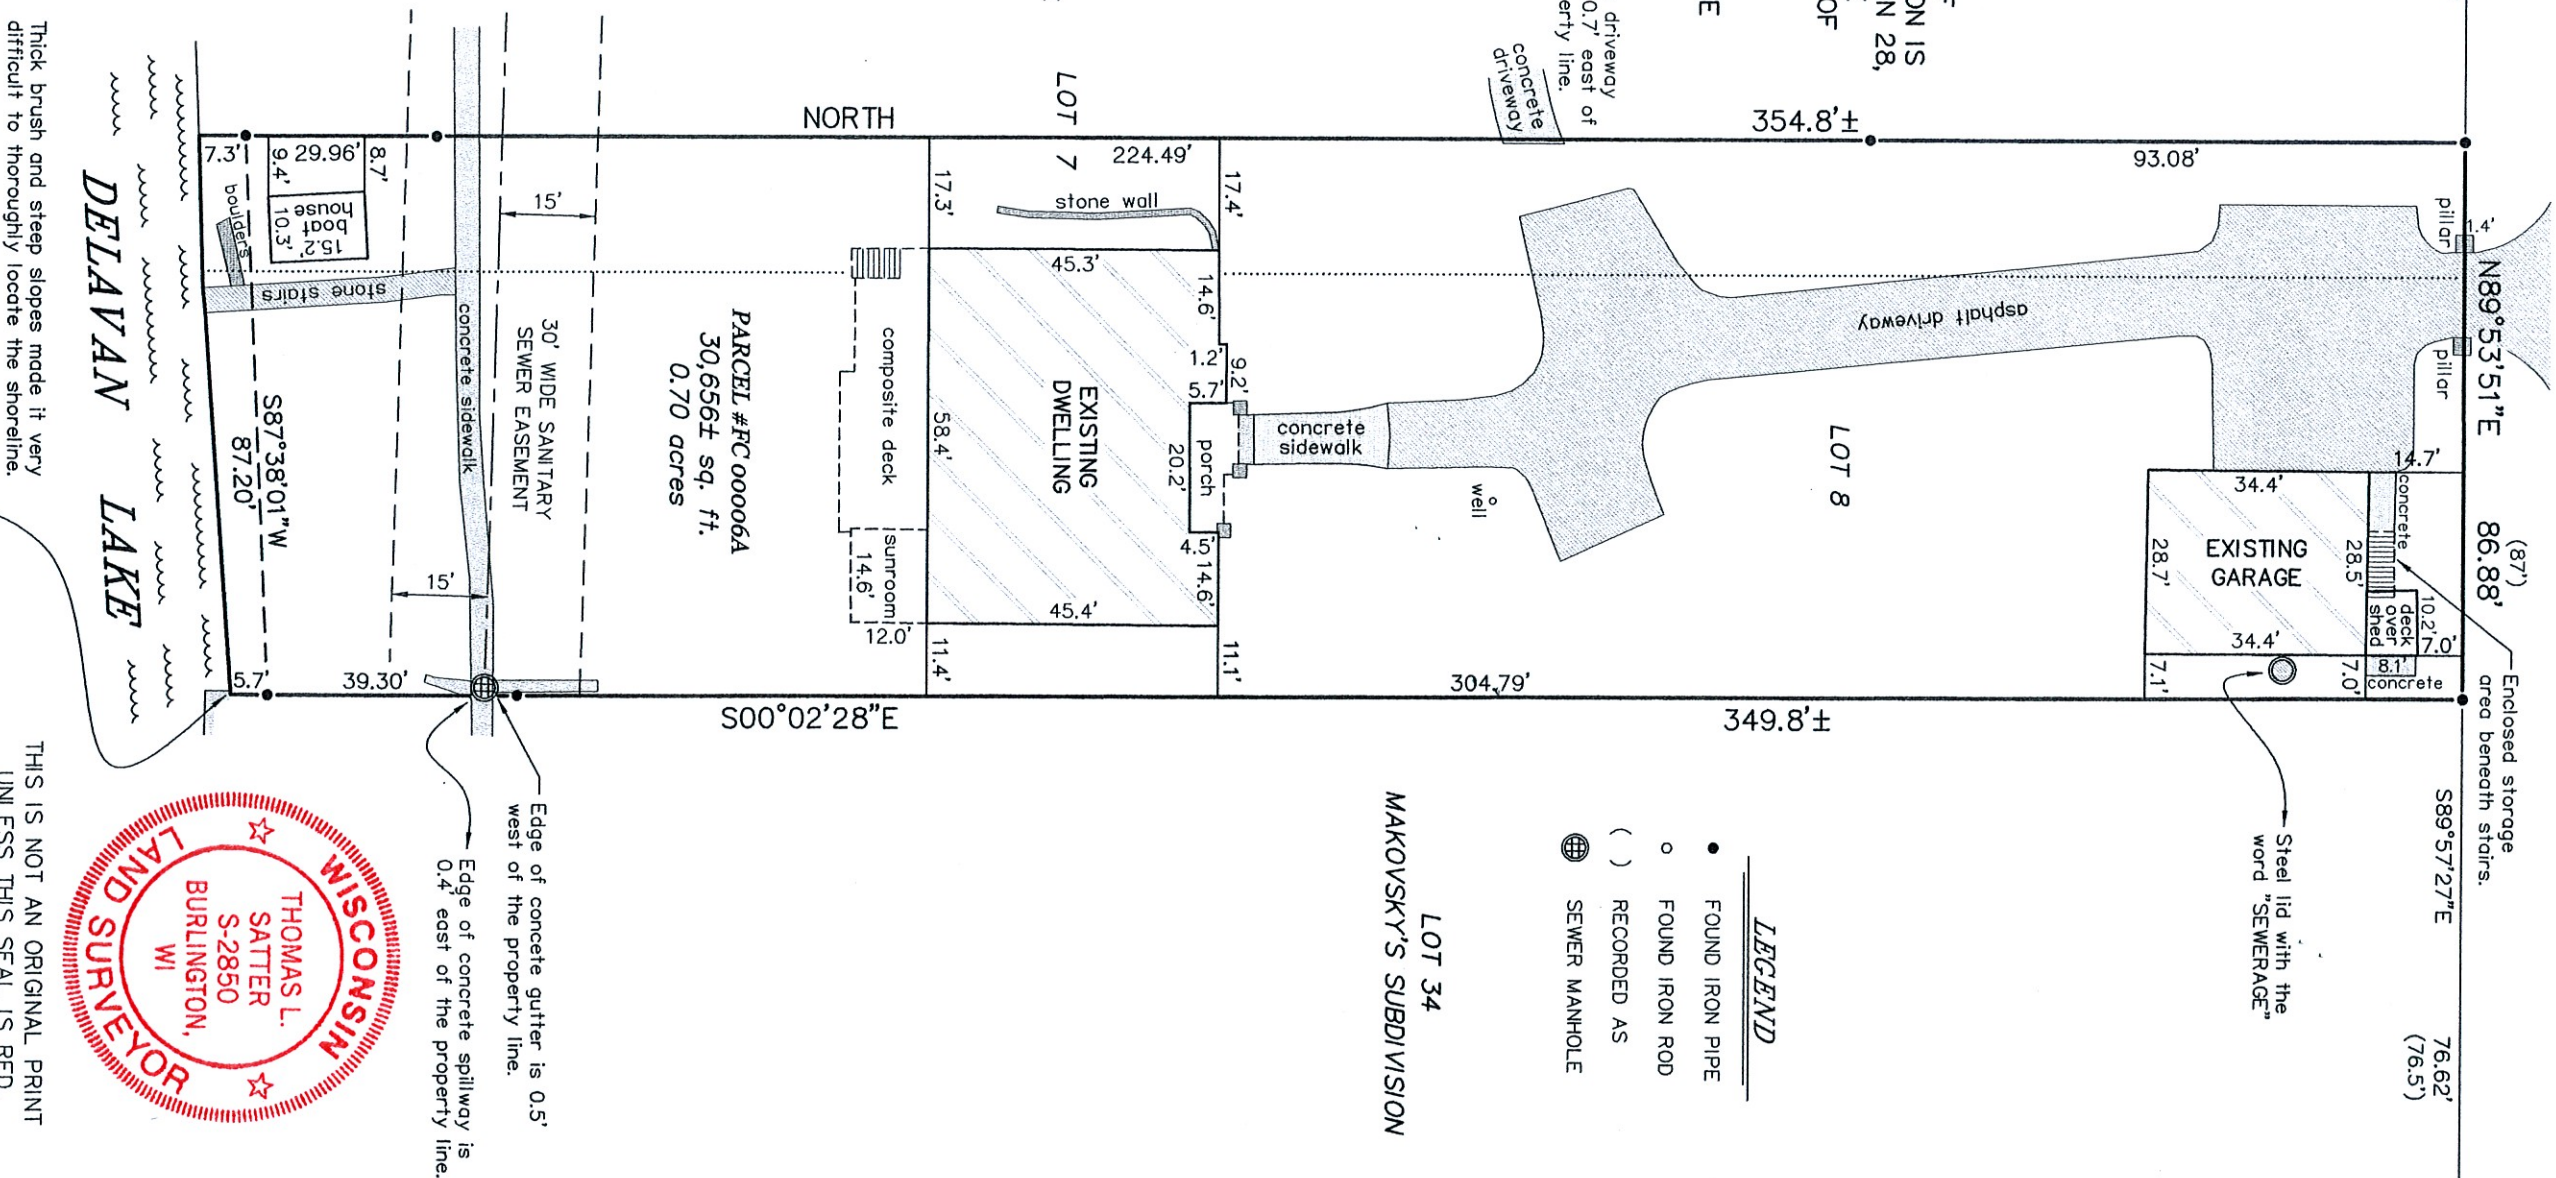 ON IS
N 28,
OF
E
driveway
0.7' east of
erty line.
concrete
driveway
NORTH
354.8'±
LOT 7
224.49'
93.08'
7.3'
29.96'
9.4'
8.7'
15.2'
boat
house
10.3'
boulders
stone stairs
15'
17.3'
17.4'
stone wall
pillar
1.4'
pillar
N89°53'51"E
(87')
86.88'
asphalt driveway
45.3'
14.6'
1.2'
9.2'
5.7'
porch
20.2'
4.5'
14.6'
45.4'
58.4'
EXISTING
DWELLING
composite deck
sunroom
14.6'
12.0'
11.4'
11.1'
concrete
sidewalk
well
LOT 8
14.7'
34.4'
EXISTING
GARAGE
28.7'
28.5'
34.4'
concrete
deck
over
shed
10.2'
7.0'
8.1'
7.1'
7.0'
concrete
PARCEL #FC 00006A
30,656± sq. ft.
0.70 acres
30' WIDE SANITARY
SEWER EASEMENT
concrete sidewalk
15'
S87°38'01"W
87.20'
5.7'
39.30'
304.79'
S00°02'28"E
349.8'±
DELAVAN LAKE
Thick brush and steep slopes made it very
difficult to thoroughly locate the shoreline.
Enclosed storage
area beneath stairs.
S89°57'27"E
76.62'
(76.5')
Steel lid with the
word "SEWERAGE"
LEGEND
FOUND IRON PIPE
FOUND IRON ROD
( ) RECORDED AS
SEWER MANHOLE
LOT 34
MAKOVSKY'S SUBDIVISION
Edge of concete gutter is 0.5'
west of the property line.
Edge of concrete spillway is
0.4' east of the property line.
WISCONSIN
THOMAS L.
SATTER
S-2850
BURLINGTON,
WI
LAND SURVEYOR
THIS IS NOT AN ORIGINAL PRINT
UNLESS THIS SEAL IS RED